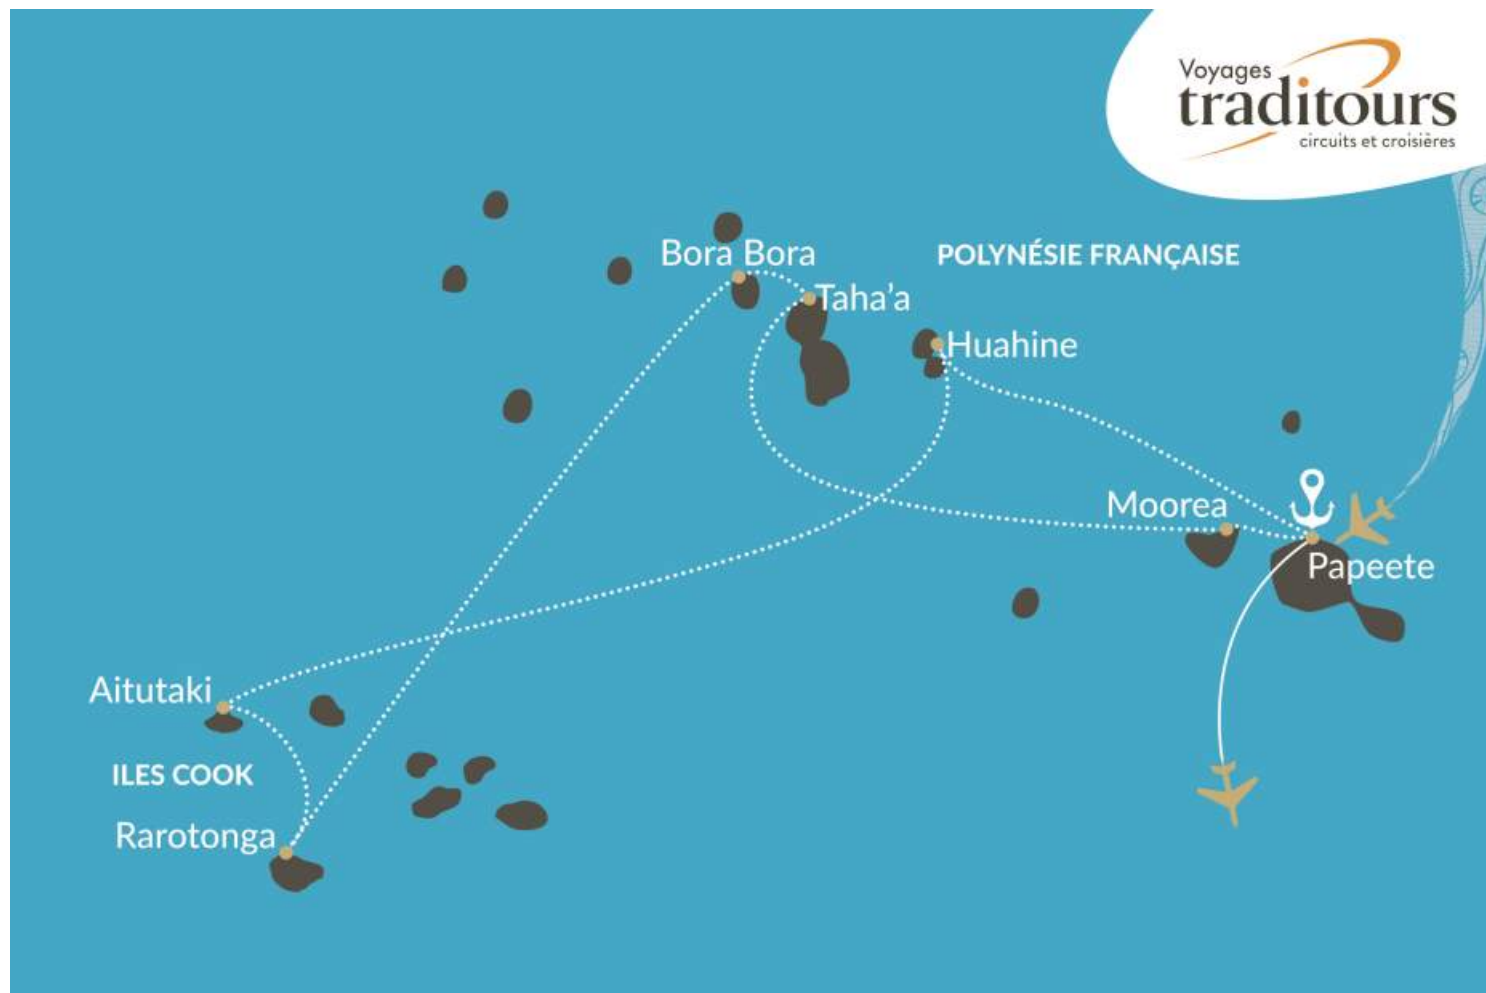 Voyages
traditours
circuits et croisières
Bora Bora
POLYNÉSIE FRANÇAISE
Taha'a
Huahine
Moorea
Papeete
Aitutaki
ILES COOK
Rarotonga